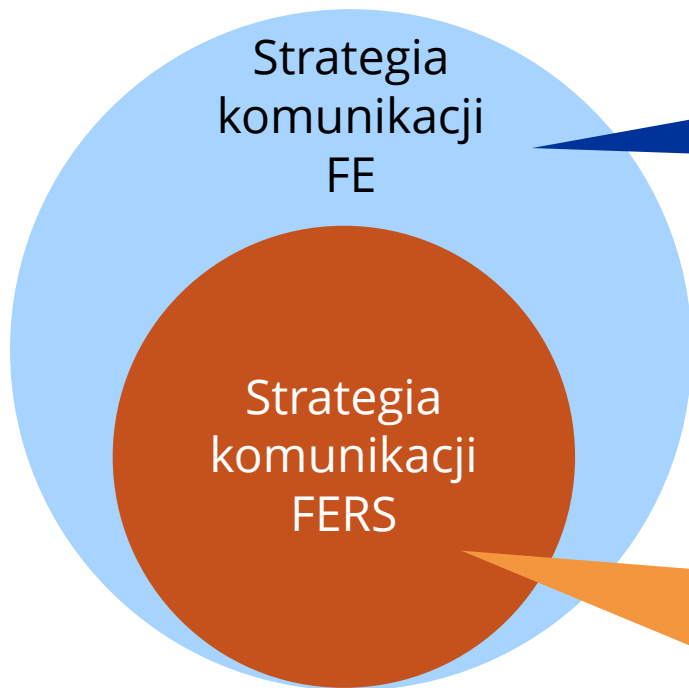 Strategia
komunikacji
FE
Strategia
komunikacji
FERS